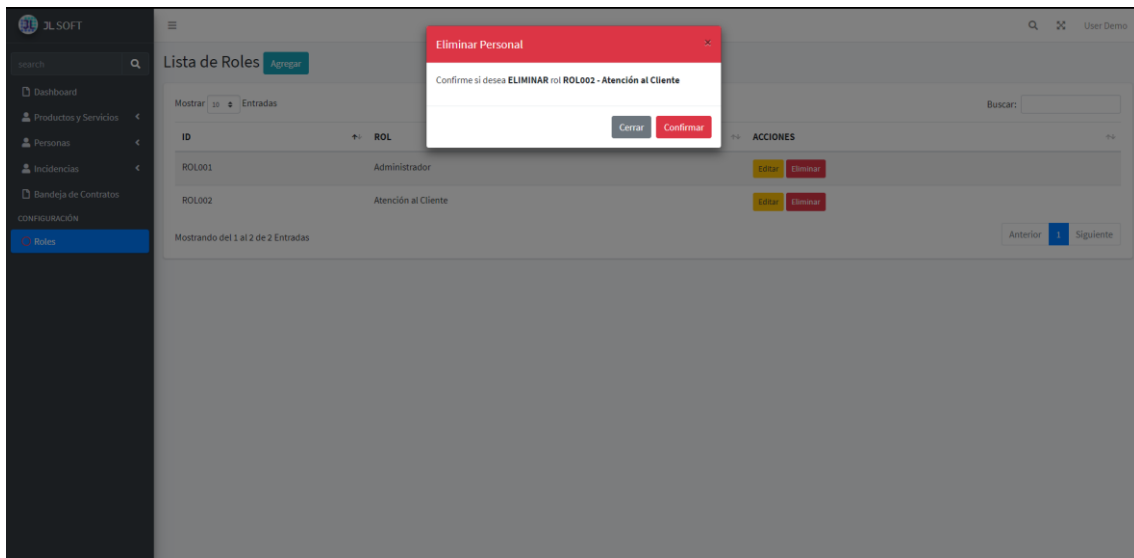 JL SOFT
User Demo
search
Dashboard
Productos y Servicios
Personas
Incidencias
Bandeja de Contratos
CONFIGURACIÓN
Roles
Lista de Roles Agregar
Eliminar Personal ×
Confirme si desea ELIMINAR rol ROL002 - Atención al Cliente
Cerrar Confirmar
Mostrar 10 Entradas Buscar:
ID ROL ACCIONES
ROL001 Administrador Editar Eliminar
ROL002 Atención al Cliente Editar Eliminar
Mostrando del 1 al 2 de 2 Entradas Anterior 1 Siguiente